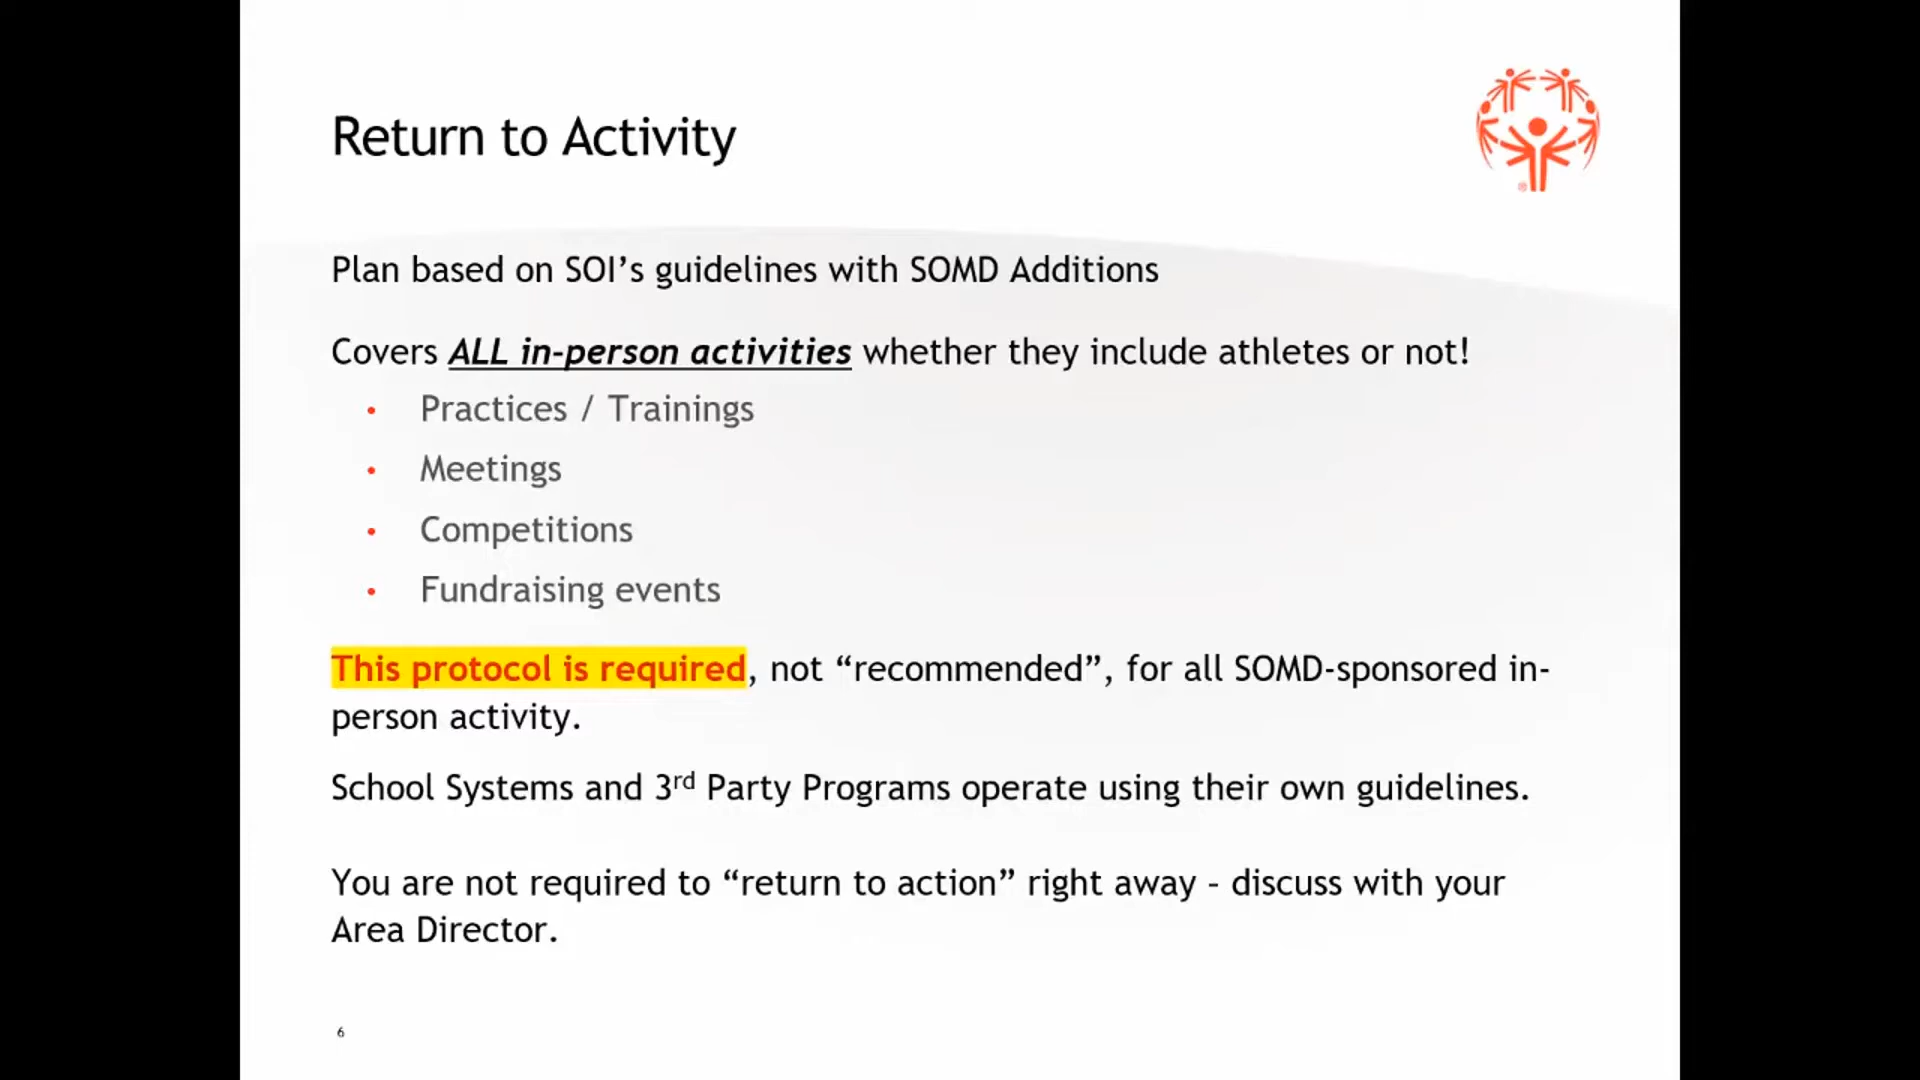 Return to Activity
®
Plan based on SOI’s guidelines with SOMD Additions
Covers ALL in-person activities whether they include athletes or not!
• Practices / Trainings
• Meetings
• Competitions
• Fundraising events
This protocol is required, not “recommended”, for all SOMD-sponsored in-
person activity.
School Systems and 3rd Party Programs operate using their own guidelines.
You are not required to “return to action” right away – discuss with your
Area Director.
6